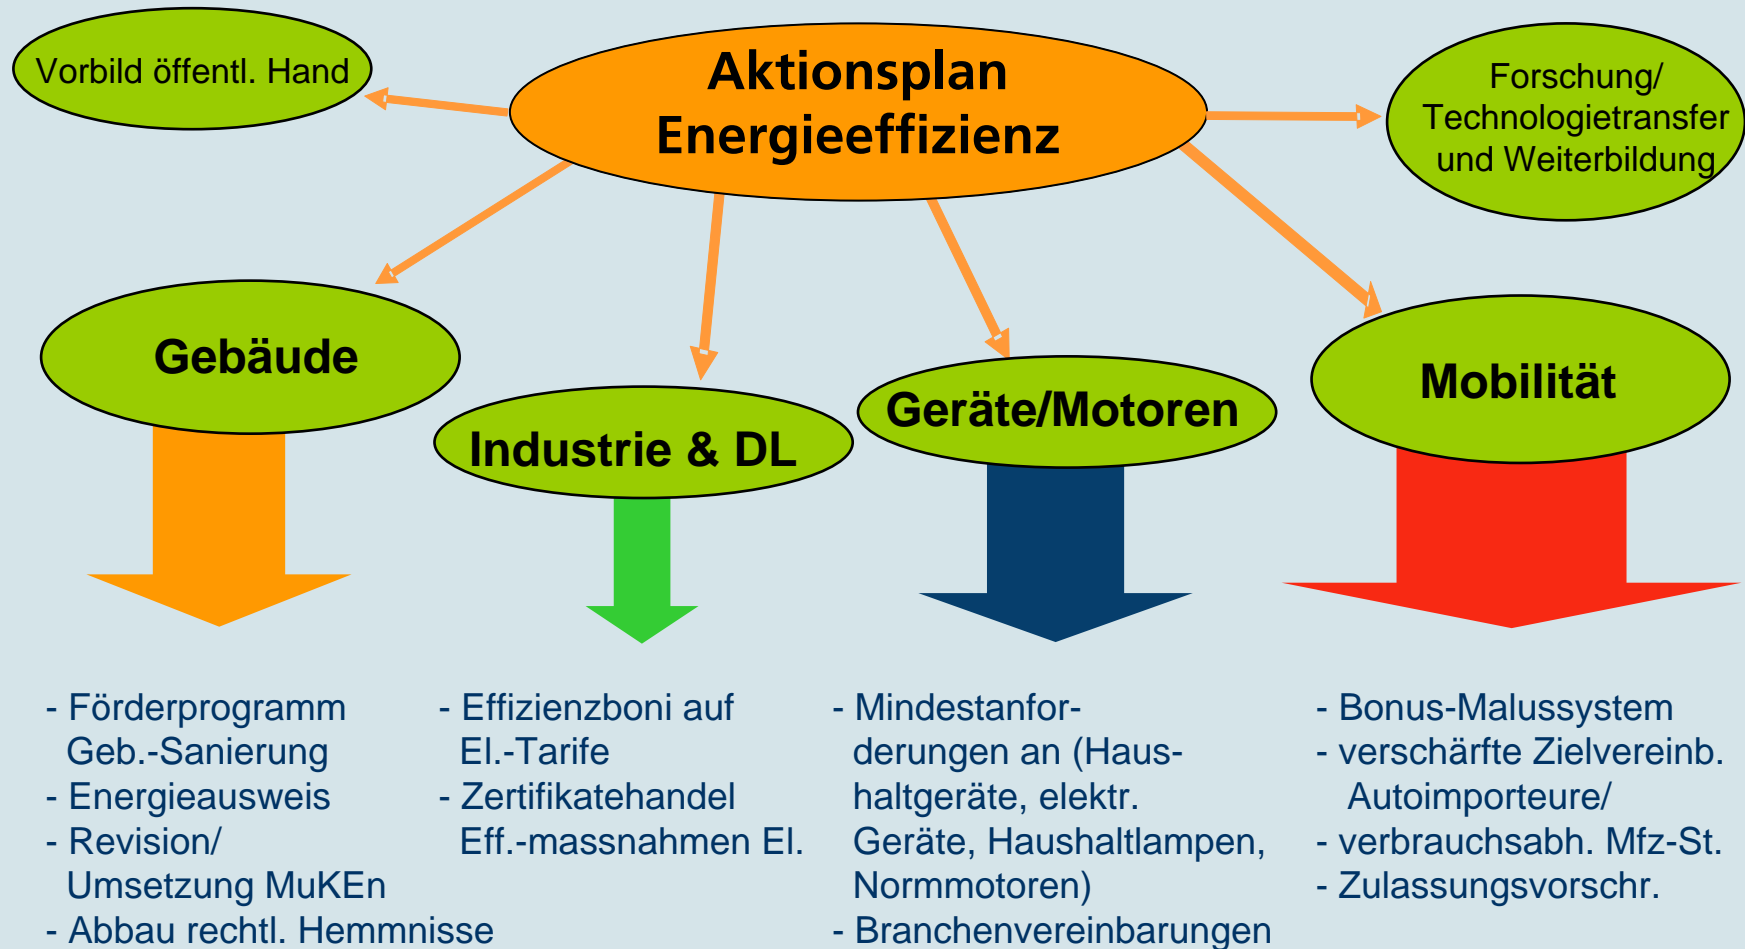 Vorbild öffentl. Hand
Aktionsplan
Energieeffizienz
Forschung/
Technologietransfer
und Weiterbildung
Gebäude
Industrie & DL
Geräte/Motoren
Mobilität
- Förderprogramm
Geb.-Sanierung
- Energieausweis
- Revision/
Umsetzung MuKEn
- Abbau rechtl. Hemmnisse
- Effizienzboni auf
El.-Tarife
- Zertifikatehandel
Eff.-massnahmen El.
- Mindestanfor-
derungen an (Haus-
haltgeräte, elektr.
Geräte, Haushaltlampen,
Normmotoren)
- Branchenvereinbarungen
- Bonus-Malussystem
- verschärfte Zielvereinb.
Autoimporteure/
- verbrauchsabh. Mfz-St.
- Zulassungsvorschr.